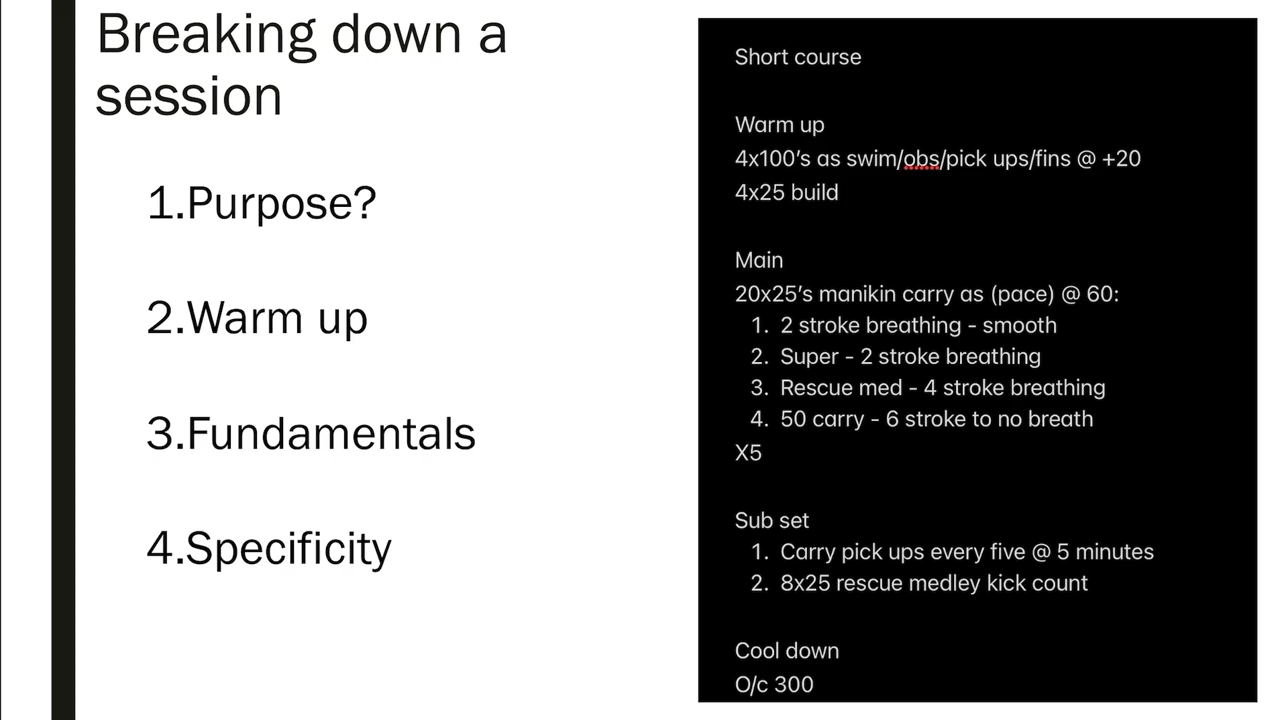 Breaking down a
session
1.Purpose?
2.Warm up
3.Fundamentals
4.Specificity
Short course
Warm up
4x100’s as swim/obs/pick ups/fins @ +20
4x25 build
Main
20x25’s manikin carry as (pace) @ 60:
1. 2 stroke breathing - smooth
2. Super - 2 stroke breathing
3. Rescue med - 4 stroke breathing
4. 50 carry - 6 stroke to no breath
X5
Sub set
1. Carry pick ups every five @ 5 minutes
2. 8x25 rescue medley kick count
Cool down
O/c 300